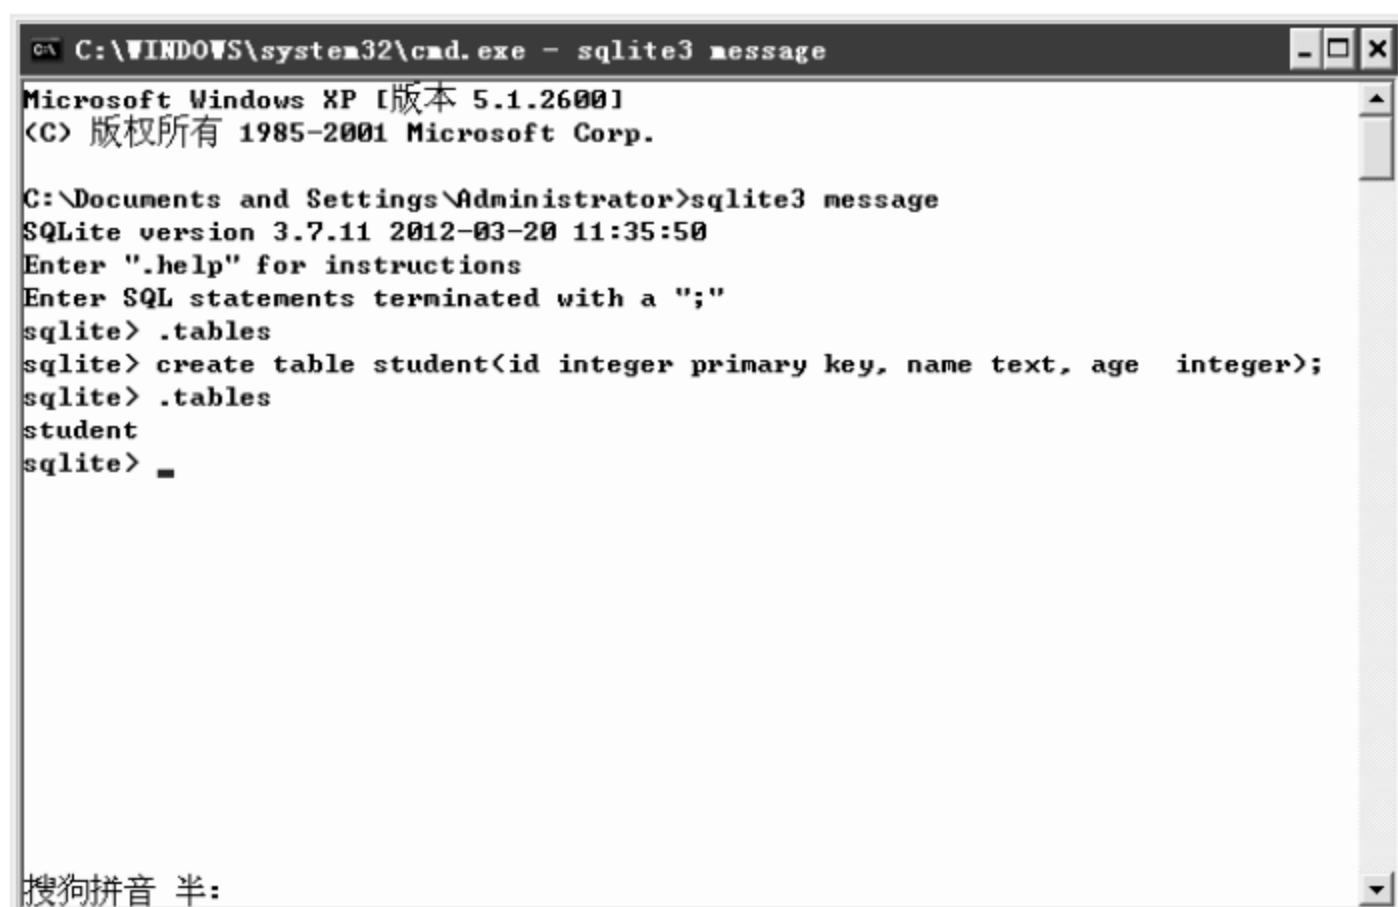 C:\WINDOWS\system32\cmd.exe - sqlite3 message
Microsoft Windows XP [版本 5.1.2600]
(C) 版权所有 1985-2001 Microsoft Corp.
C:\Documents and Settings\Administrator>sqlite3 message
SQLite version 3.7.11 2012-03-20 11:35:50
Enter ".help" for instructions
Enter SQL statements terminated with a ";"
sqlite> .tables
sqlite> create table student(id integer primary key, name text, age  integer);
sqlite> .tables
student
sqlite> _
搜狗拼音 半: